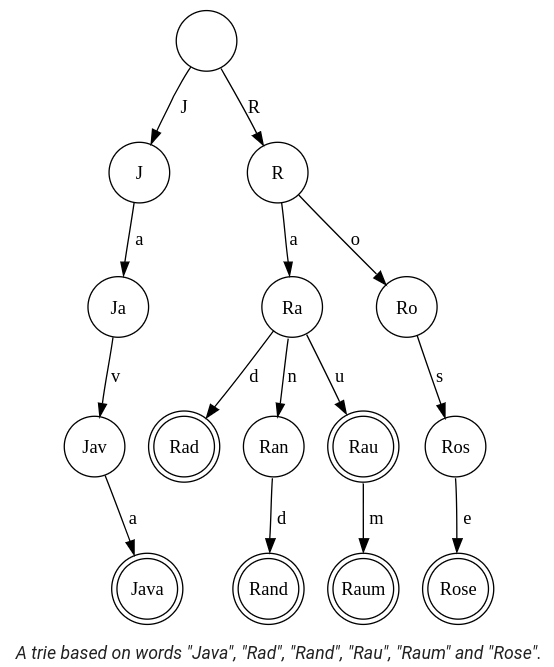 J R
J R
a a o
Ja Ra Ro
v d n u s
Jav Rad Ran Rau Ros
a d m e
Java Rand Raum Rose
A trie based on words "Java", "Rad", "Rand", "Rau", "Raum" and "Rose".